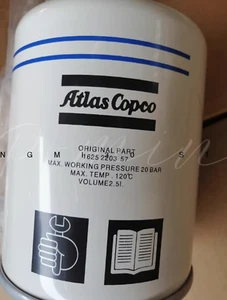 Atlas Copco
ORIGINAL PART
1625 2203 57
MAX. WORKING PRESSURE 20 BAR
MAX. TEMP. 120°C
VOLUME 2.5l.